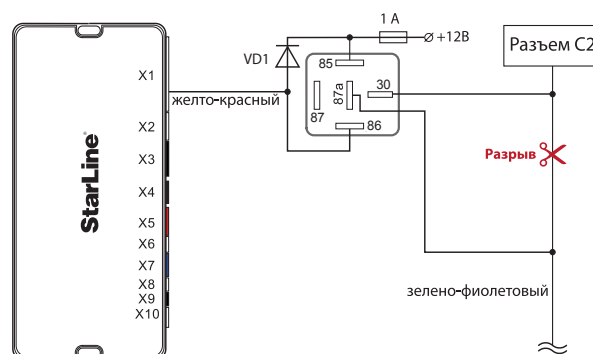 StarLine
X1
X2
X3
X4
X5
X6
X7
X8
X9
X10
желто-красный
VD1
1 А
+12В
85
87
87a
30
86
Разъем С2
Разрыв
зелено-фиолетовый